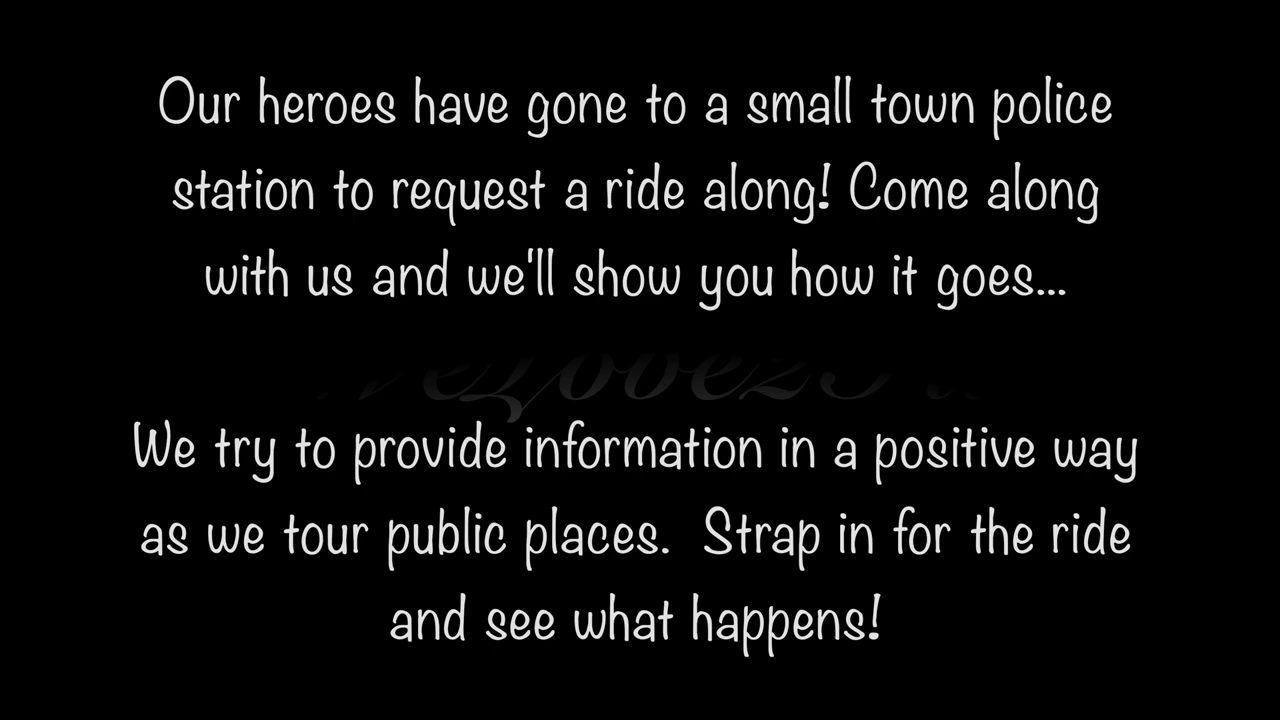 Our heroes have gone to a small town police
station to request a ride along! Come along
with us and we'll show you how it goes...
We try to provide information in a positive way
as we tour public places. Strap in for the ride
and see what happens!